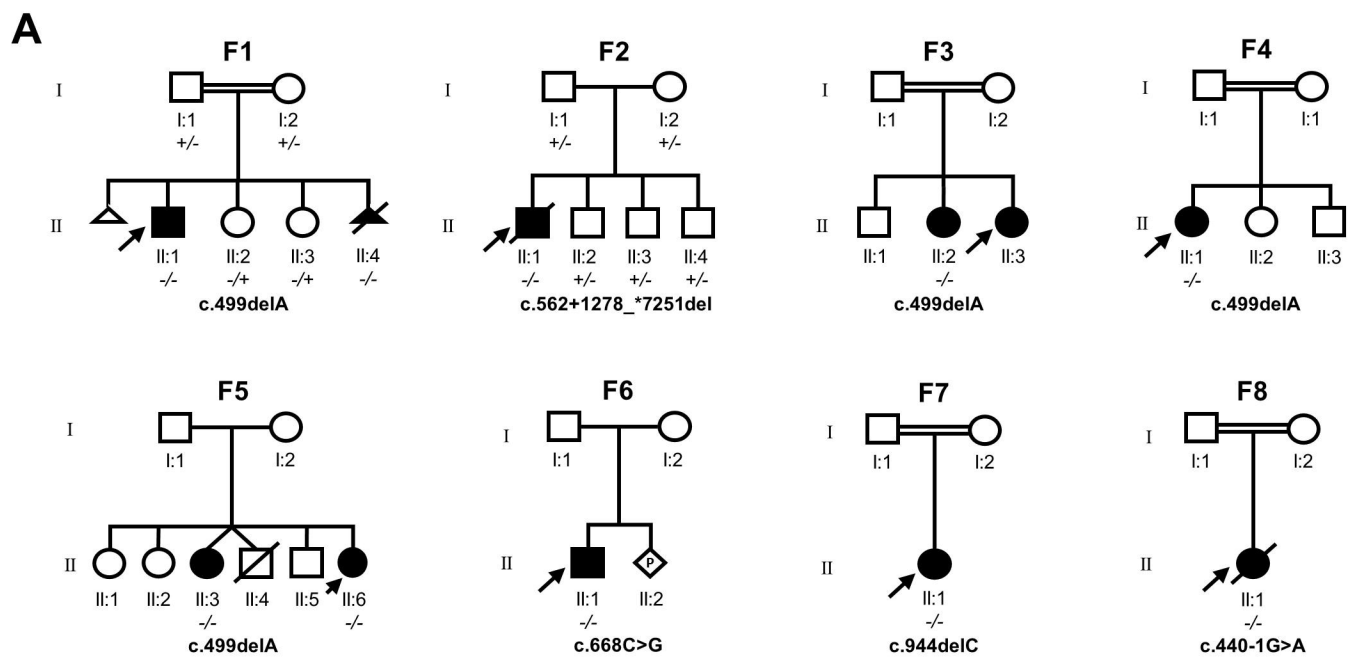 A
F1 F2 F3 F4
I I I I
I:1 I:2 I:1 I:2 I:1 I:2 I:1 I:1
+/- +/- +/- +/-
II II II II
II:1 II:2 II:3 II:4 II:1 II:2 II:3 II:4 II:1 II:2 II:3 II:1 II:2 II:3
-/- -/+ -/+ -/- -/- +/- +/- +/- -/- -/-
c.499delA c.562+1278_*7251del c.499delA c.499delA
F5 F6 F7 F8
I I I I
I:1 I:2 I:1 I:2 I:1 I:2 I:1 I:2
II II P II II
II:1 II:2 II:3 II:4 II:5 II:6 II:1 II:2 II:1 II:1
-/- -/- -/- -/- -/-
c.499delA c.668C>G c.944delC c.440-1G>A